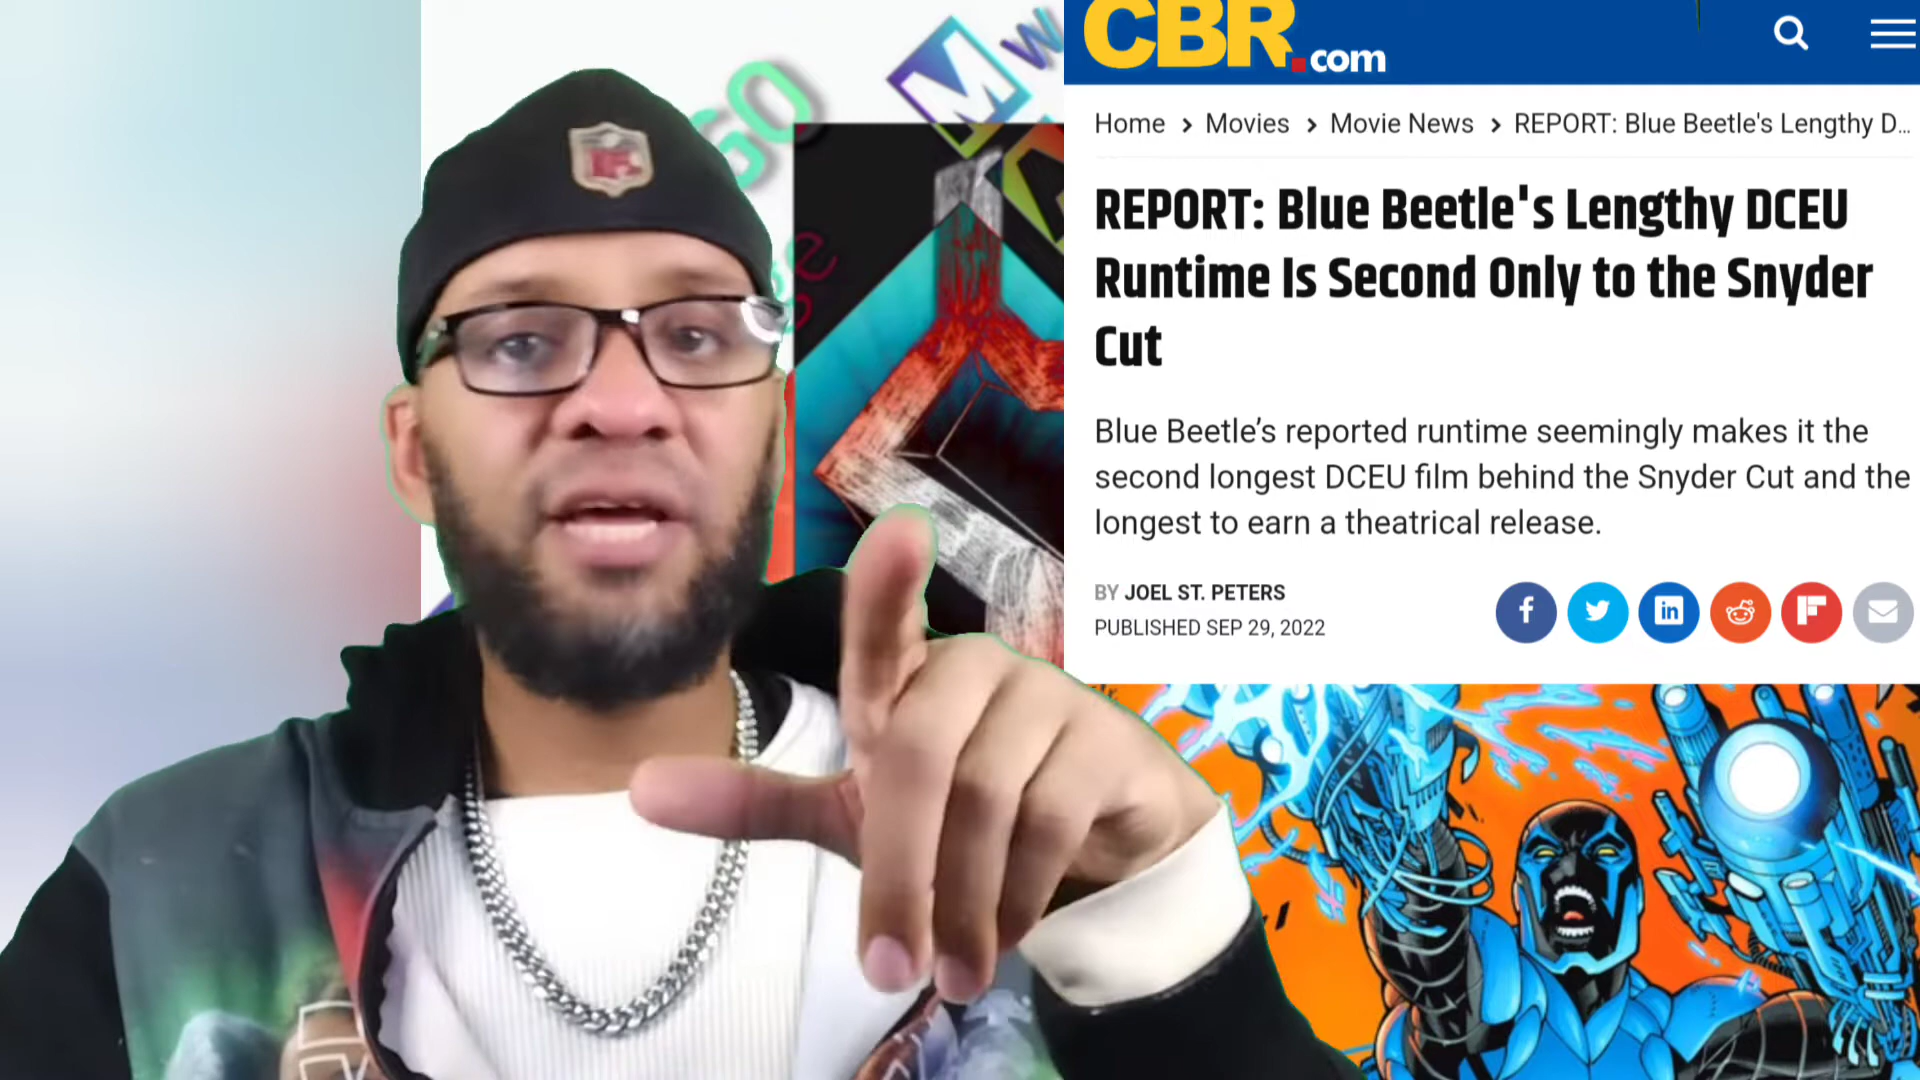 CBR.com
Home > Movies > Movie News > REPORT: Blue Beetle's Lengthy D...
REPORT: Blue Beetle's Lengthy DCEU
Runtime Is Second Only to the Snyder
Cut
Blue Beetle’s reported runtime seemingly makes it the
second longest DCEU film behind the Snyder Cut and the
longest to earn a theatrical release.
BY JOEL ST. PETERS
PUBLISHED SEP 29, 2022